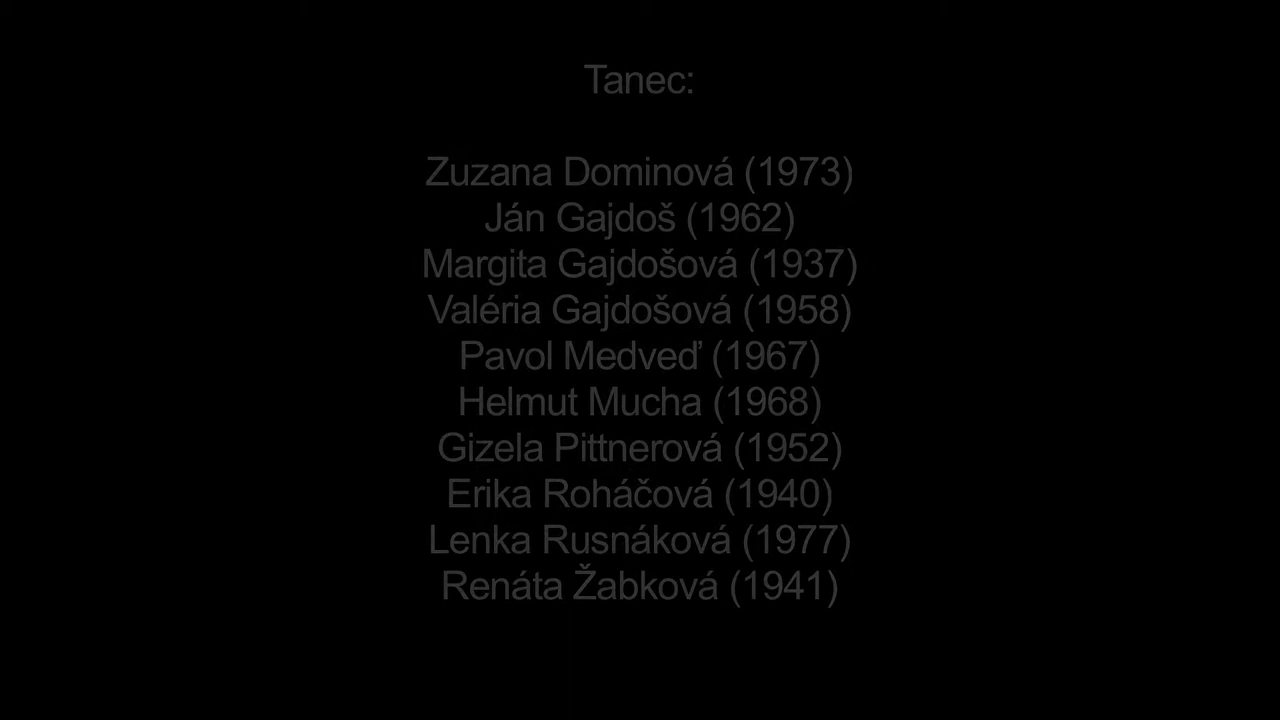 Tanec:
Zuzana Dominová (1973)
Ján Gajdoš (1962)
Margita Gajdošová (1937)
Valéria Gajdošová (1958)
Pavol Medveď (1967)
Helmut Mucha (1968)
Gizela Pittnerová (1952)
Erika Roháčová (1940)
Lenka Rusnáková (1977)
Renáta Žabková (1941)